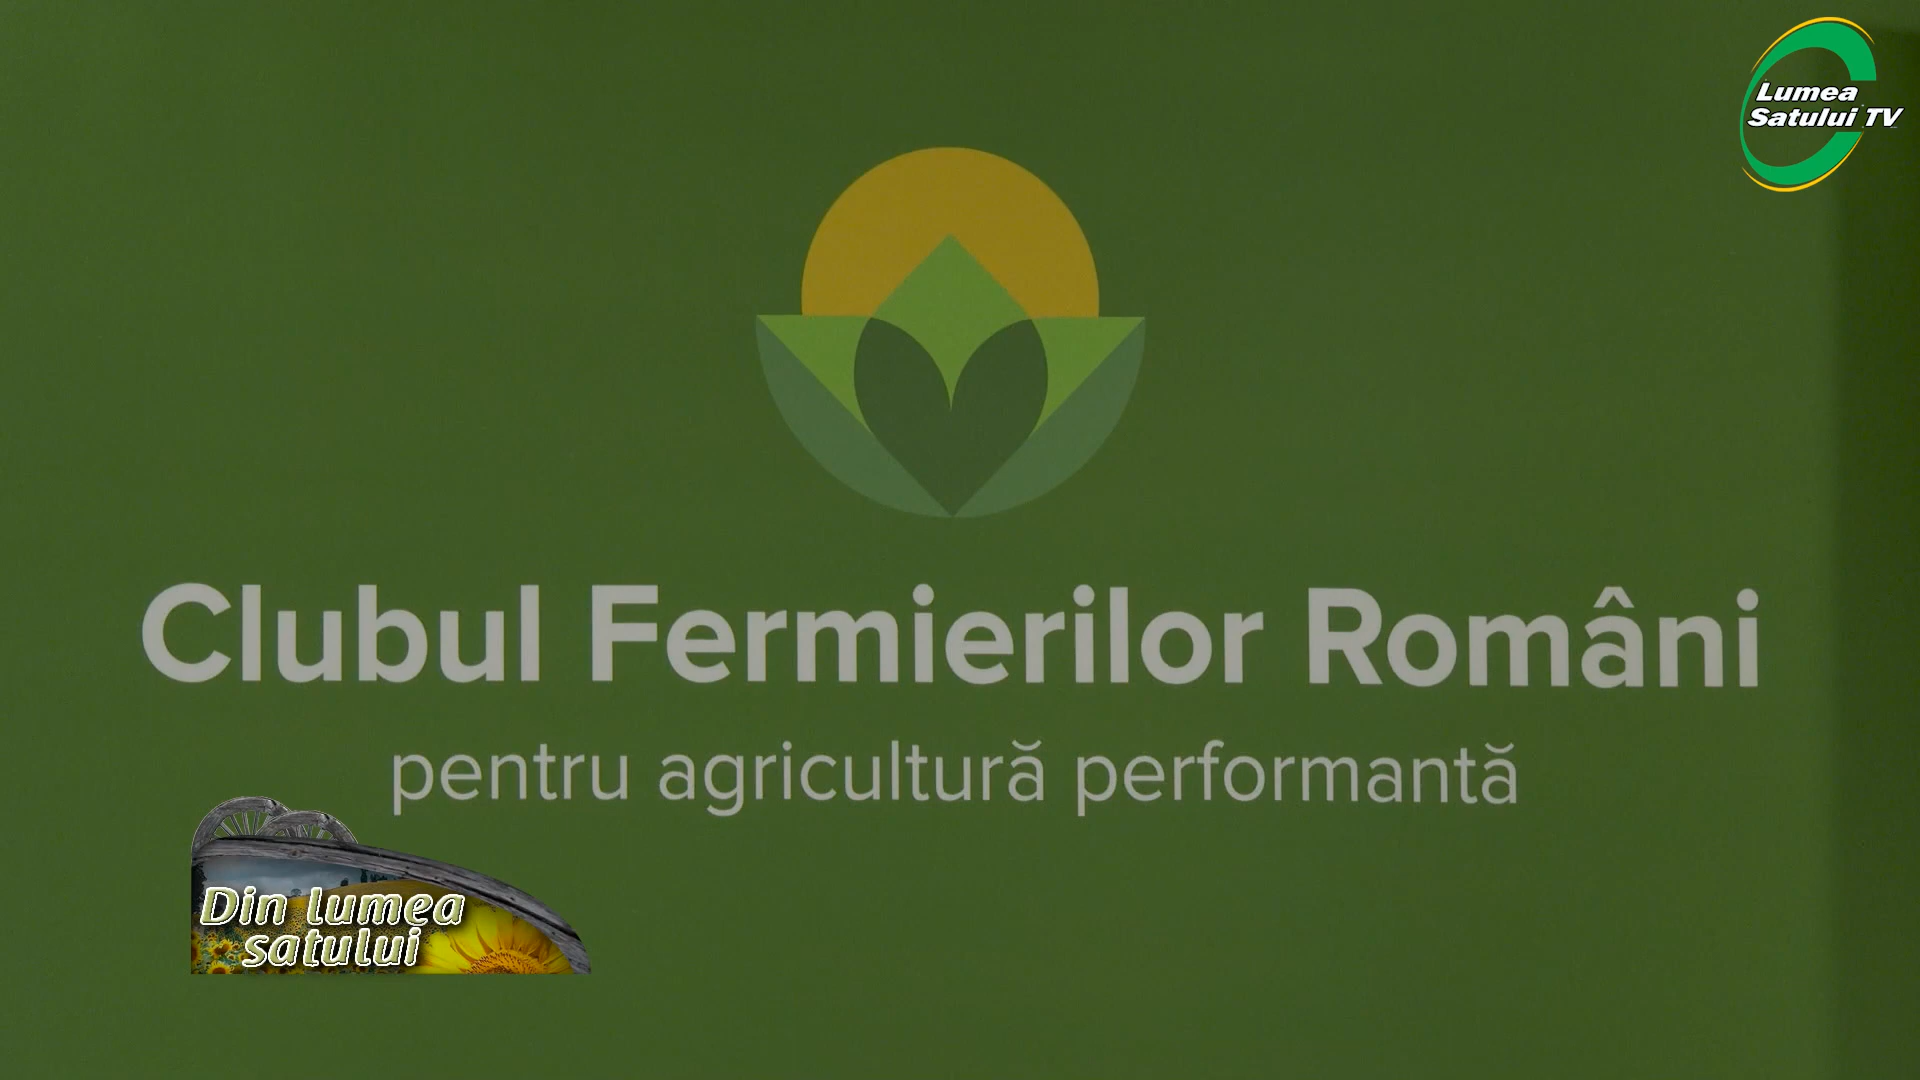 Lumea
Satului TV
Clubul Fermierilor Români
pentru agricultură performantă
Din lumea
satului